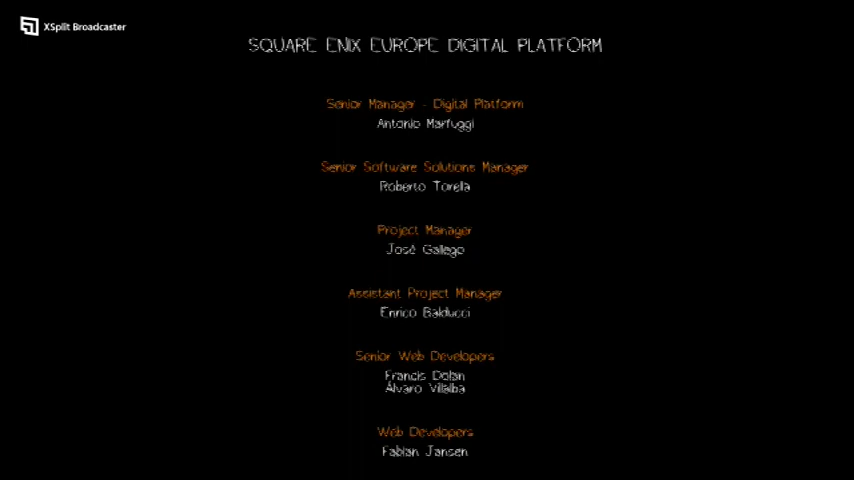 XSplit Broadcaster
SQUARE ENIX EUROPE DIGITAL PLATFORM
Senior Manager - Digital Platform
Antonio Marfuggi
Senior Software Solutions Manager
Roberto Torella
Project Manager
José Gallego
Assistant Project Manager
Enrico Balducci
Senior Web Developers
Francis Dolan
Álvaro Villalba
Web Developers
Fabian Jansen